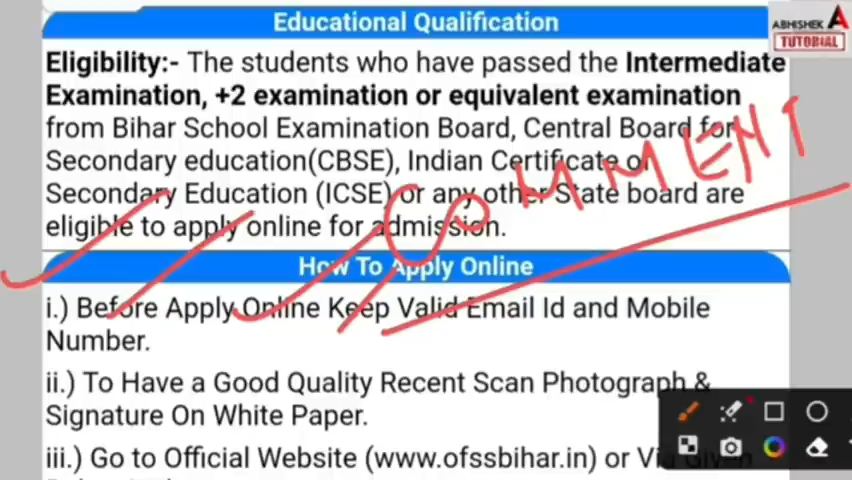 Educational Qualification
ABHISHEK A
TUTORIAL
Eligibility:- The students who have passed the Intermediate
Examination, +2 examination or equivalent examination
from Bihar School Examination Board, Central Board for
Secondary education(CBSE), Indian Certificate of
Secondary Education (ICSE) or any other State board are
eligible to apply online for admission.
COMMENT
How To Apply Online
i.) Before Apply Online Keep Valid Email Id and Mobile
Number.
ii.) To Have a Good Quality Recent Scan Photograph &
Signature On White Paper.
iii.) Go to Official Website (www.ofssbihar.in) or Via Given